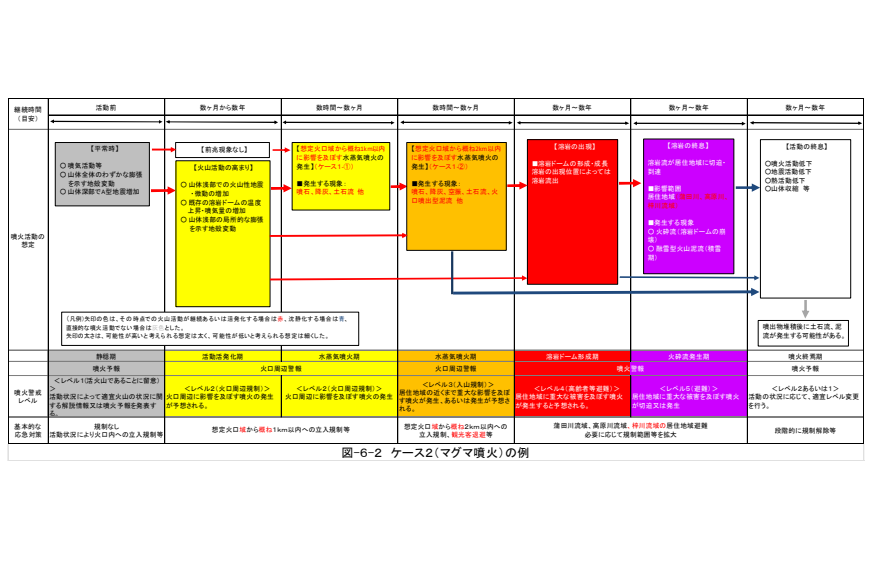 継続時間
（目安）
活動前
数ヶ月から数年
数時間～数ヶ月
数時間～数ヶ月
数ヶ月～数年
数ヶ月～数年
数ヶ月～数年
噴火活動の
想定
【平常時】
○ 噴気活動等
○ 山体全体のわずかな膨張
を示す地殻変動
○ 山体深部でA型地震増加
【前兆現象なし】
【火山活動の高まり】
○ 山体浅部での火山性地震
・微動の増加
○ 既存の溶岩ドームの温度
上昇・噴気量の増加
○ 山体浅部の局所的な膨張
を示す地殻変動
【想定火口域から概ね1km以内
に影響を及ぼす水蒸気噴火の
発生】（ケース1-①）
■発生する現象：
噴石、降灰、土石流 他
【想定火口域から概ね2km以内
に影響を及ぼす水蒸気噴火の
発生】（ケース1-②）
■発生する現象：
噴石、降灰、空振、土石流、火
口噴出型泥流 他
【溶岩の出現】
■溶岩ドームの形成・成長
溶岩の出現位置によっては
溶岩流出
【溶岩の終息】
溶岩流が居住地域に切迫・
到達
■影響範囲
居住地域
■発生する現象
○ 火砕流（溶岩ドームの崩
壊）
○ 融雪型火山泥流（積雪
期）
【活動の終息】
○噴火活動低下
○地震活動低下
○熱活動低下
○山体収縮 等
（凡例）矢印の色は、その時点での火山活動が継続あるいは活発化する場合は赤、沈静化する場合は青、
直接的な噴火活動でない場合は灰色とした。
矢印の太さは、可能性が高いと考えられる想定は太く、可能性が低いと考えられる想定は細くした。
噴出物堆積後に土石流、泥
流が発生する可能性がある。
静穏期
活動活発化期
水蒸気噴火期
水蒸気噴火期
溶岩ドーム形成期
火砕流発生期
噴火終焉期
噴火予報
火口周辺警報
火口周辺警報
噴火警報
噴火予報
噴火警戒
レベル
＜レベル1（活火山であることに留意）
＞
活動状況によって適宜火山の状況に関
する解除情報又は噴火予報を発表す
る。
＜レベル2（火口周辺規制）＞
火口周辺に影響を及ぼす噴火の発生
が予想される。
＜レベル2（火口周辺規制）＞
火口周辺に影響を及ぼす噴火の発生
＜レベル3（入山規制）＞
居住地域の近くまで重大な影響を及ぼ
す噴火が発生、あるいは発生が予想さ
れる。
＜レベル4（高齢者等避難）＞
居住地域に重大な被害を及ぼす噴火
が発生すると予想される。
＜レベル5（避難）＞
居住地域に重大な被害を及ぼす噴火
が切迫又は発生
＜レベル2あるいは1＞
活動の状況に応じて、適宜レベル変更
を行う。
基本的な
応急対策
規制なし
活動状況により火口内への立入規制等
想定火口域から概ね1km以内への立入規制等
想定火口域から概ね2km以内への
立入規制、観光客退避等
蒲田川流域、高原川流域、梓川流域の居住地域避難
必要に応じて規制範囲等を拡大
段階的に規制解除等
図-6-2 ケース2（マグマ噴火）の例